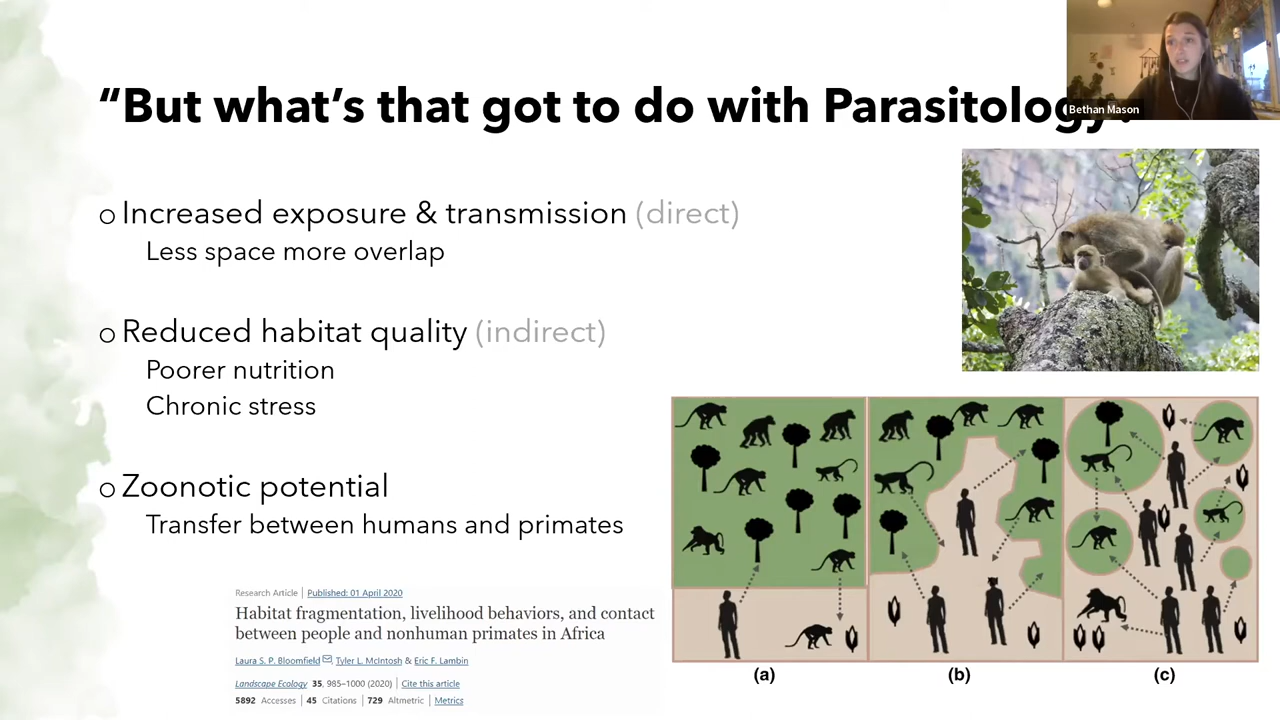 “But what’s that got to do with Parasitology
Bethan Mason
o Increased exposure & transmission (direct)
Less space more overlap
o Reduced habitat quality (indirect)
Poorer nutrition
Chronic stress
o Zoonotic potential
Transfer between humans and primates
Research Article | Published: 01 April 2020
Habitat fragmentation, livelihood behaviors, and contact
between people and nonhuman primates in Africa
Laura S. P. Bloomfield, Tyler L. McIntosh & Eric F. Lambin
Landscape Ecology 35, 985–1000 (2020) | Cite this article
5892 Accesses | 45 Citations | 729 Altmetric | Metrics
(a)
(b)
(c)